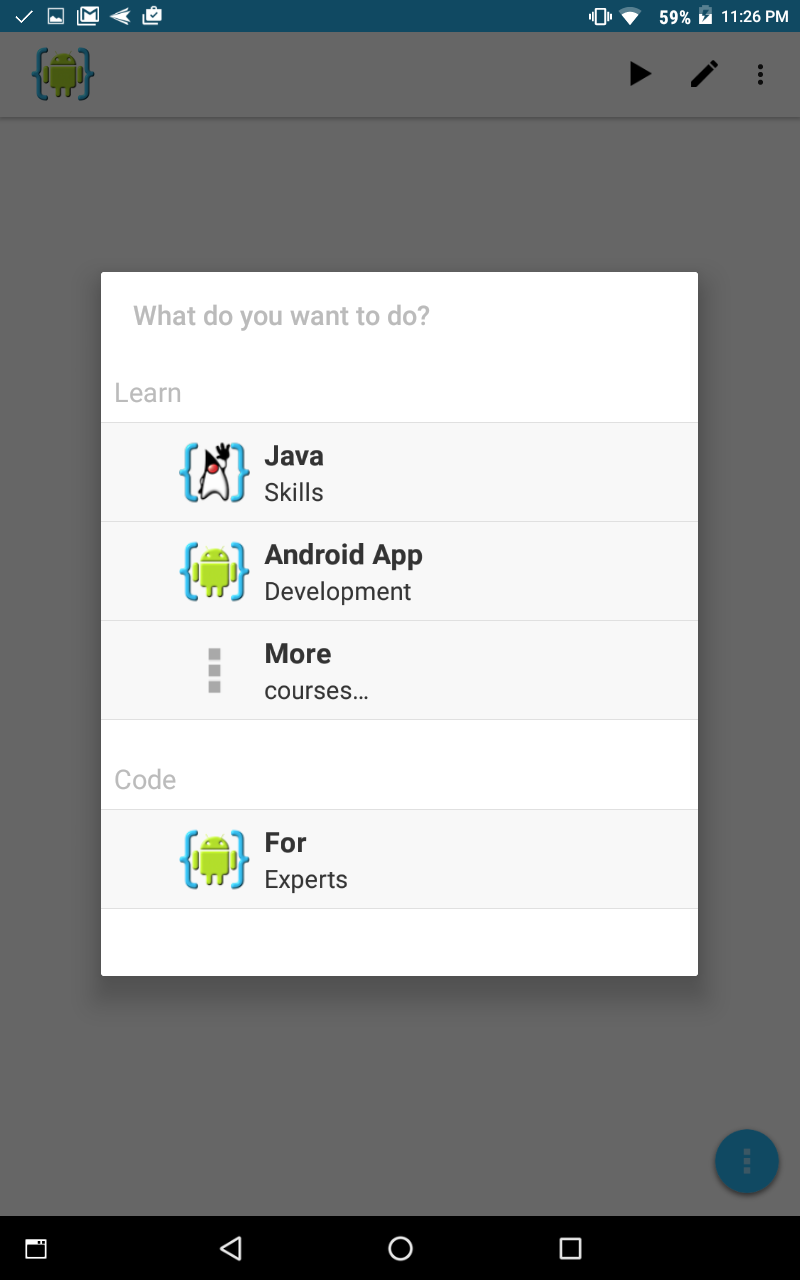 59% 11:26 PM
What do you want to do?
Learn
Java
Skills
Android App
Development
More
courses...
Code
For
Experts